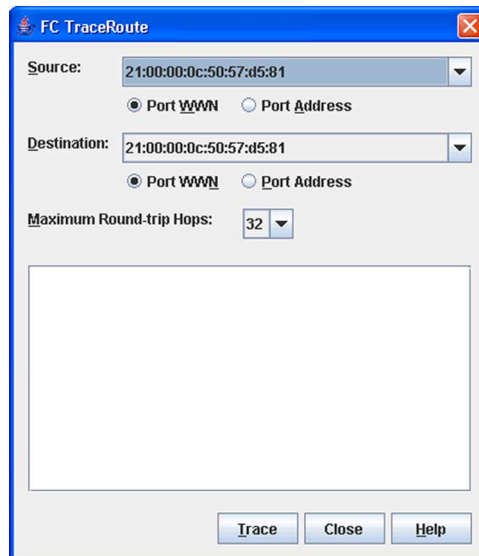 FC TraceRoute
Source: 21:00:00:0c:50:57:d5:81
Port WWN Port Address
Destination: 21:00:00:0c:50:57:d5:81
Port WWN Port Address
Maximum Round-trip Hops: 32
Trace Close Help